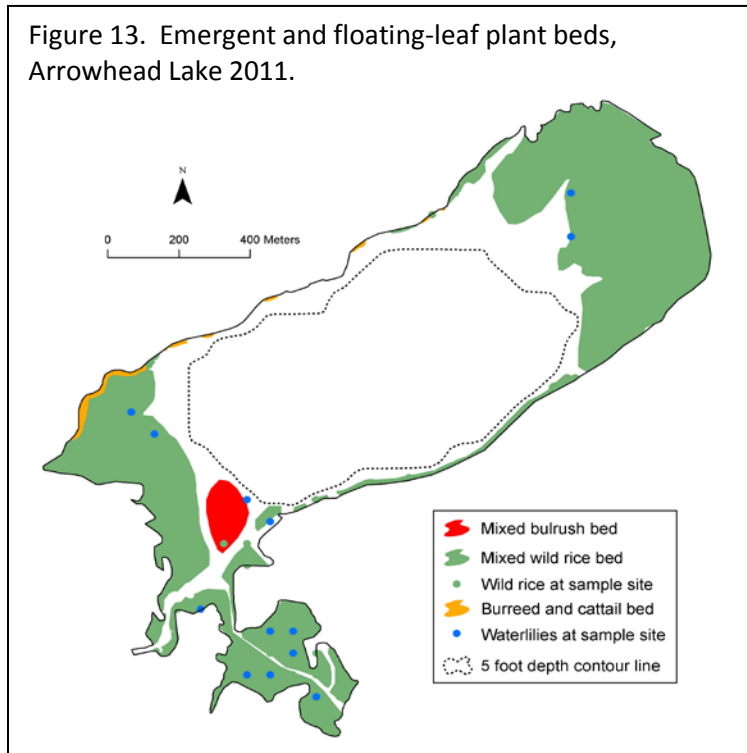 Figure 13.  Emergent and floating-leaf plant beds,
Arrowhead Lake 2011.
N
0 200 400 Meters
Mixed bulrush bed
Mixed wild rice bed
Wild rice at sample site
Burreed and cattail bed
Waterlilies at sample site
5 foot depth contour line